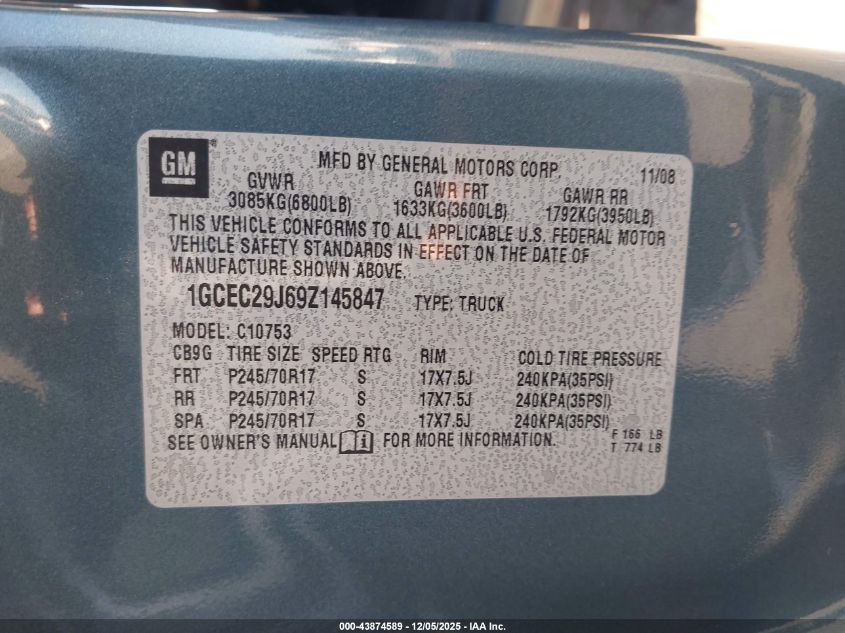 GM
MFD BY GENERAL MOTORS CORP.
11/08
GVWR GAWR FRT GAWR RR
3085KG(6800LB) 1633KG(3600LB) 1792KG(3950LB)
THIS VEHICLE CONFORMS TO ALL APPLICABLE U.S. FEDERAL MOTOR
VEHICLE SAFETY STANDARDS IN EFFECT ON THE DATE OF
MANUFACTURE SHOWN ABOVE.
1GCEC29J69Z145847 TYPE: TRUCK
MODEL: C10753
CB9G TIRE SIZE SPEED RTG RIM COLD TIRE PRESSURE
FRT P245/70R17 S 17X7.5J 240KPA(35PSI)
RR P245/70R17 S 17X7.5J 240KPA(35PSI)
SPA P245/70R17 S 17X7.5J 240KPA(35PSI)
SEE OWNER'S MANUAL FOR MORE INFORMATION.
F 166 LB
T 774 LB
000-43874589 - 12/05/2025 - IAA Inc.